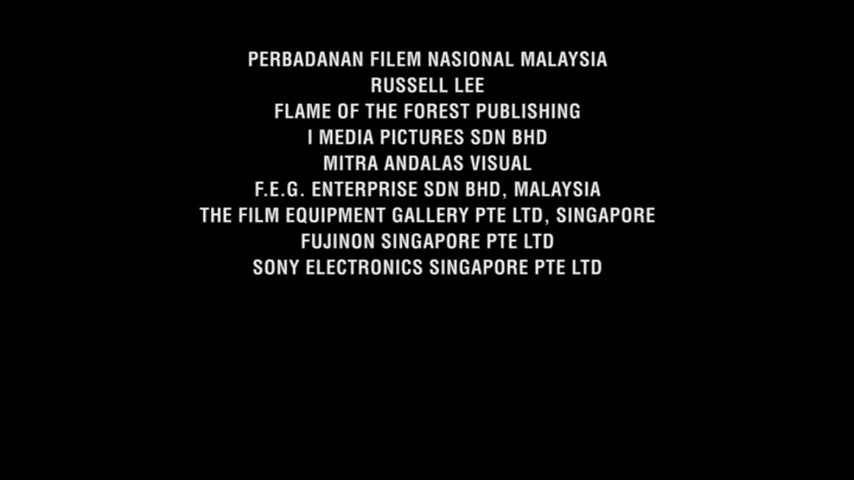 PERBADANAN FILEM NASIONAL MALAYSIA
RUSSELL LEE
FLAME OF THE FOREST PUBLISHING
I MEDIA PICTURES SDN BHD
MITRA ANDALAS VISUAL
F.E.G. ENTERPRISE SDN BHD, MALAYSIA
THE FILM EQUIPMENT GALLERY PTE LTD, SINGAPORE
FUJINON SINGAPORE PTE LTD
SONY ELECTRONICS SINGAPORE PTE LTD